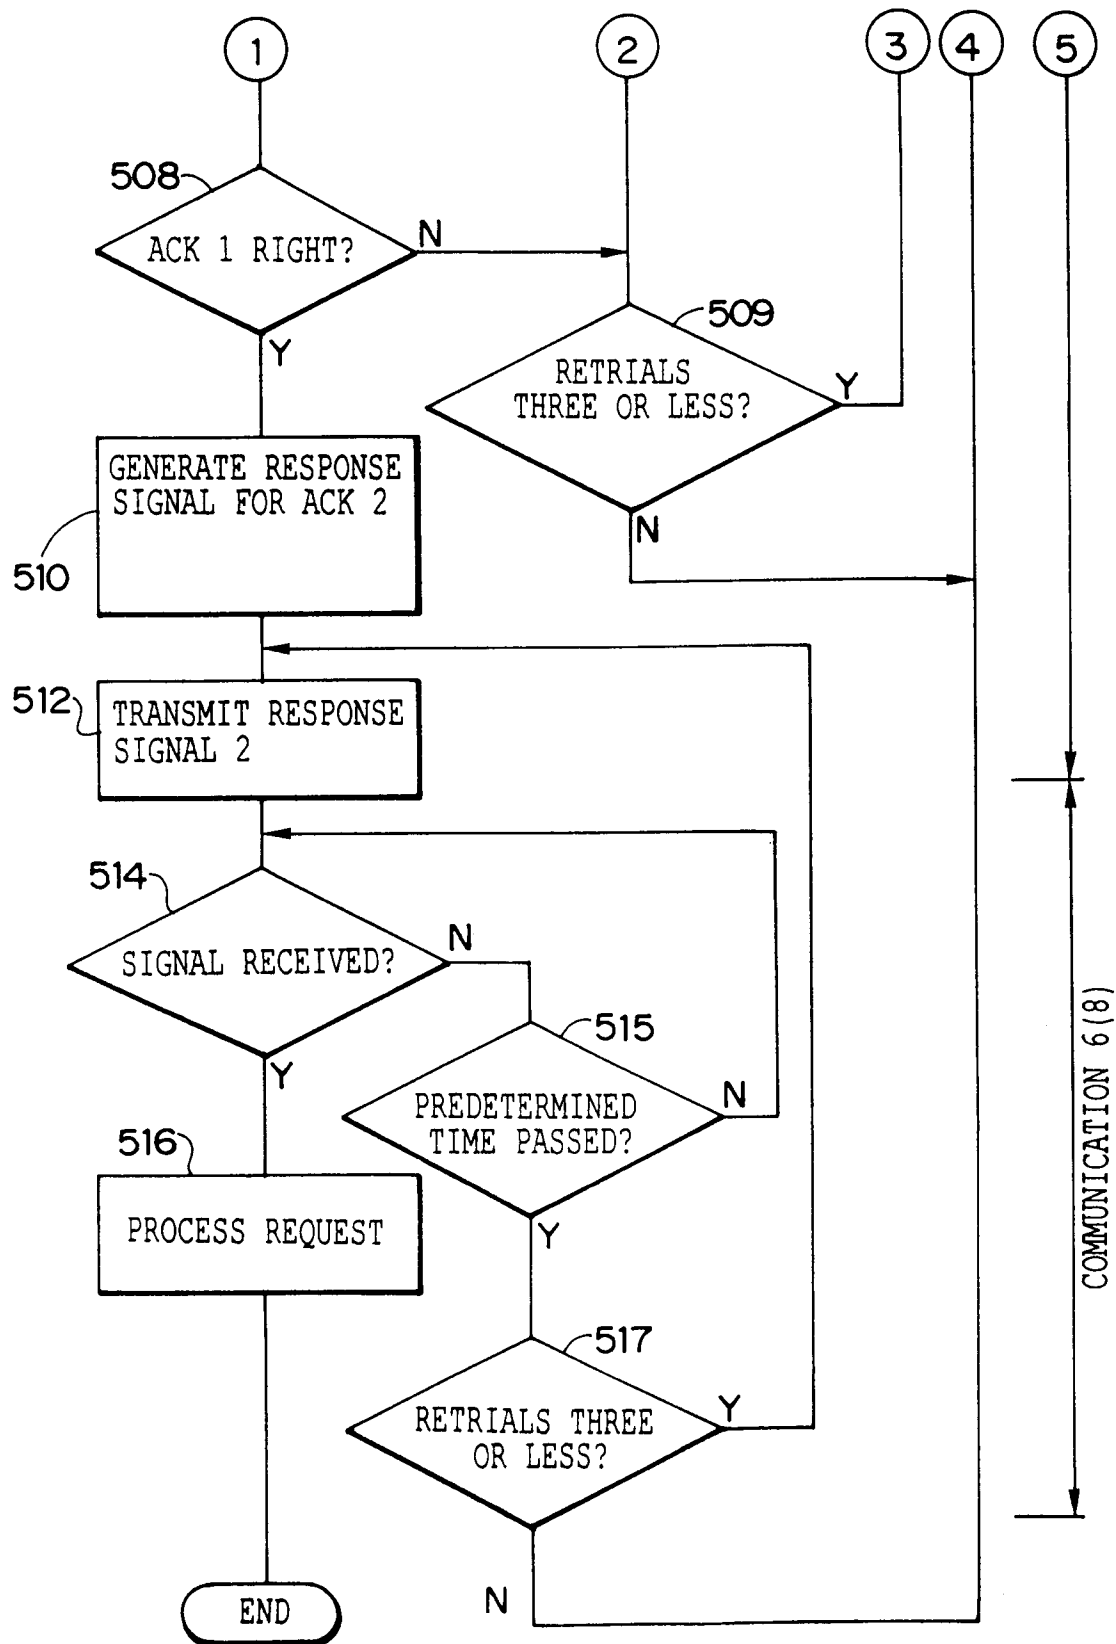 1
2
3
4
5
508
ACK 1 RIGHT?
N
Y
509
RETRIALS
THREE OR LESS?
Y
N
GENERATE RESPONSE
SIGNAL FOR ACK 2
510
512
TRANSMIT RESPONSE
SIGNAL 2
514
SIGNAL RECEIVED?
N
Y
515
PREDETERMINED
TIME PASSED?
N
Y
516
PROCESS REQUEST
517
RETRIALS THREE
OR LESS?
Y
N
END
COMMUNICATION 6(8)